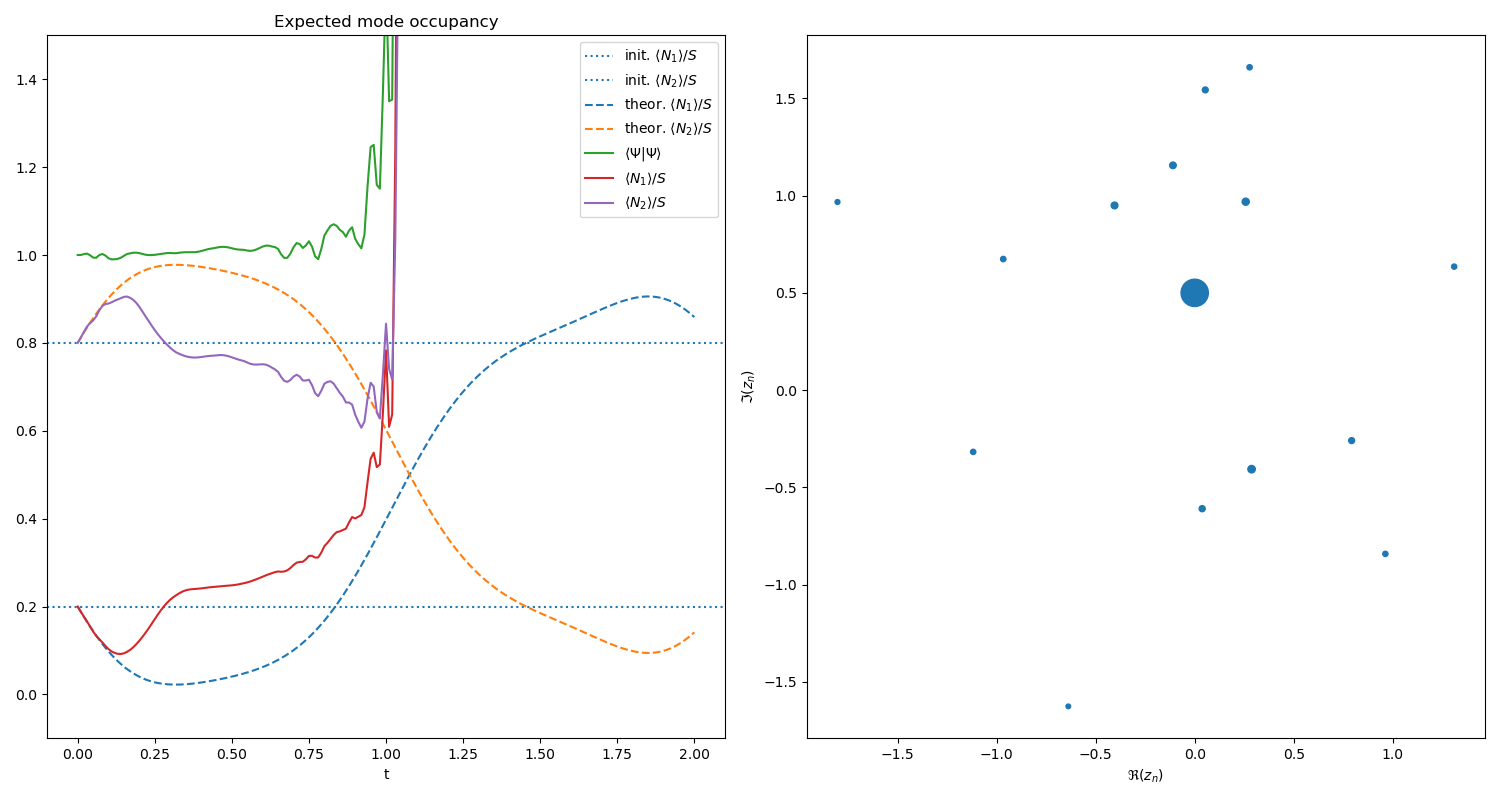 Expected mode occupancy
1.4
1.2
1.0
0.8
0.6
0.4
0.2
0.0
init. ⟨N₁⟩/S
init. ⟨N₂⟩/S
theor. ⟨N₁⟩/S
theor. ⟨N₂⟩/S
⟨Ψ|Ψ⟩
⟨N₁⟩/S
⟨N₂⟩/S
0.00 0.25 0.50 0.75 1.00 1.25 1.50 1.75 2.00
t
1.5
1.0
0.5
0.0
−0.5
−1.0
−1.5
ℑ(zₙ)
−1.5 −1.0 −0.5 0.0 0.5 1.0
ℜ(zₙ)